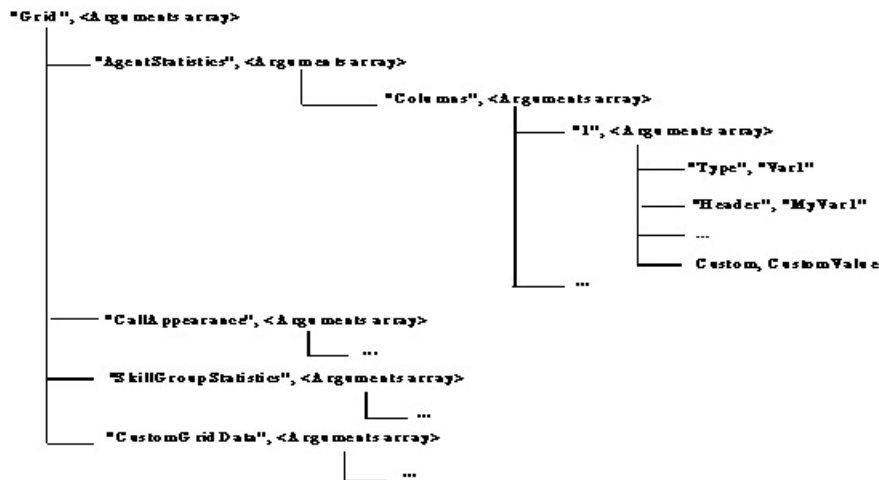 "Grid", <Arguments array>
"AgentStatistics", <Arguments array>
"Columns", <Arguments array>
"1", <Arguments array>
"Type", "Var1"
"Header", "MyVar1"
...
Custom, CustomValue
...
"CallAppearance", <Arguments array>
...
"SkillGroupStatistics", <Arguments array>
...
"CustomGridData", <Arguments array>
...